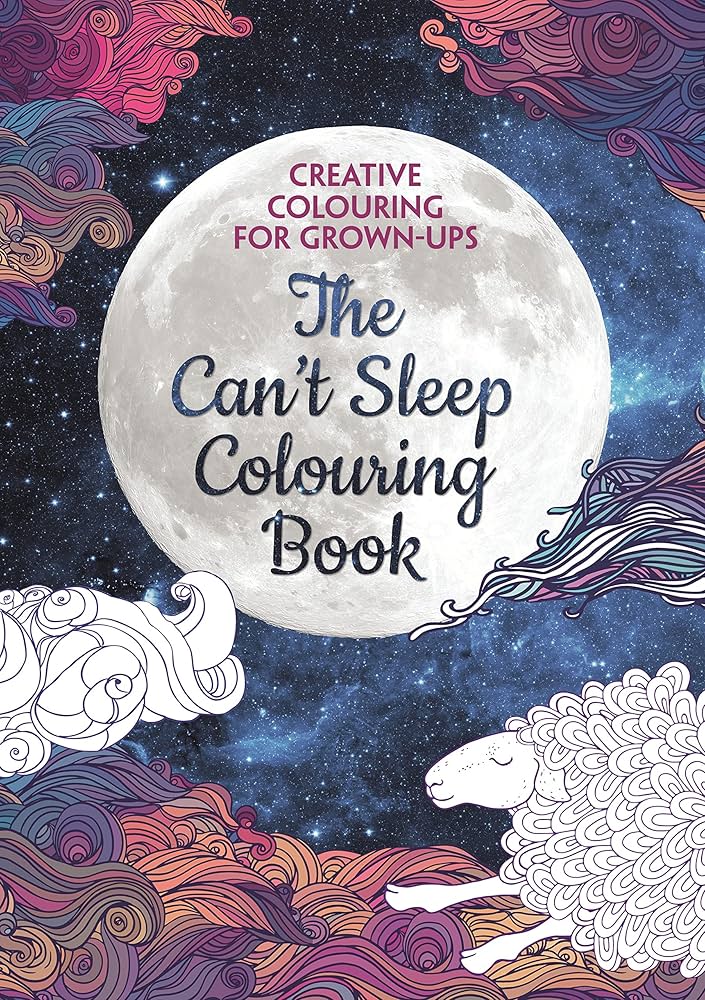 CREATIVE
COLOURING
FOR GROWN-UPS
The
Can't Sleep
Colouring
Book